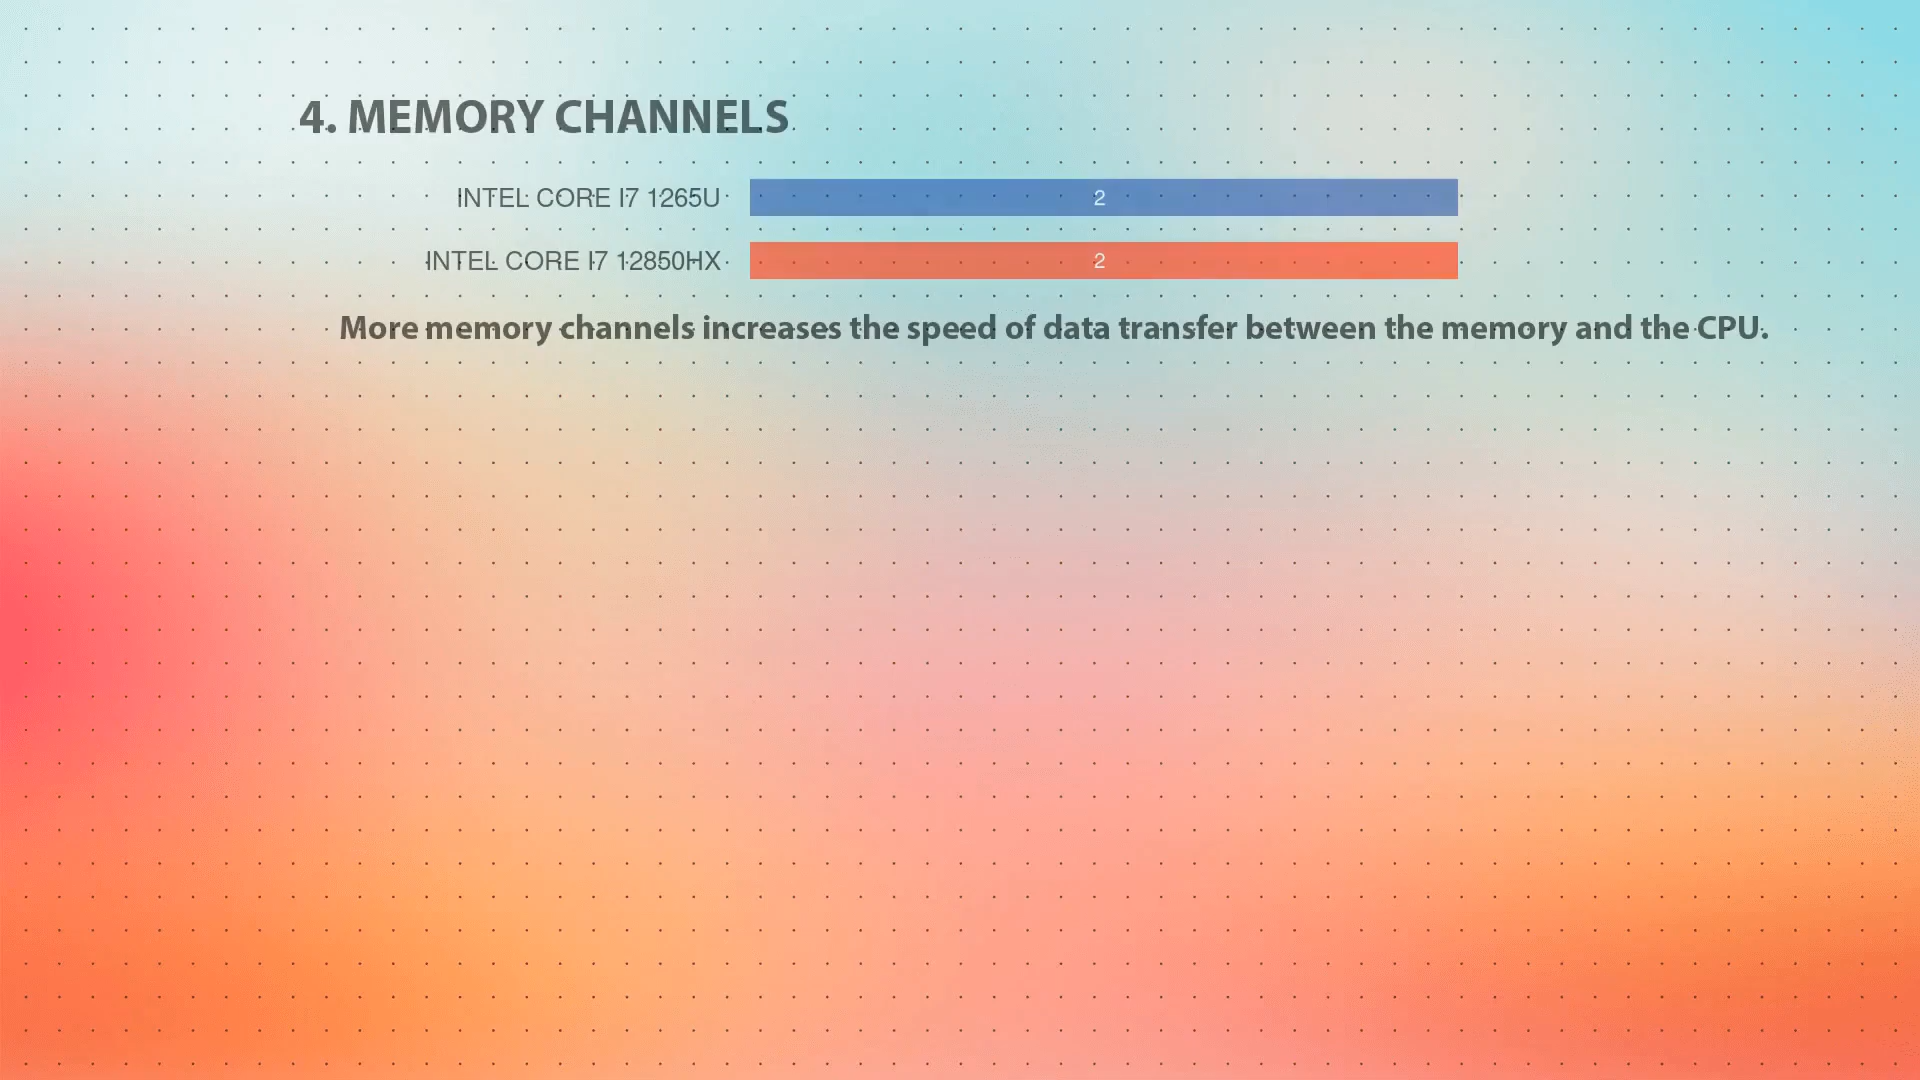 4. MEMORY CHANNELS
INTEL CORE I7 1265U 2
INTEL CORE I7 12850HX 2
More memory channels increases the speed of data transfer between the memory and the CPU.